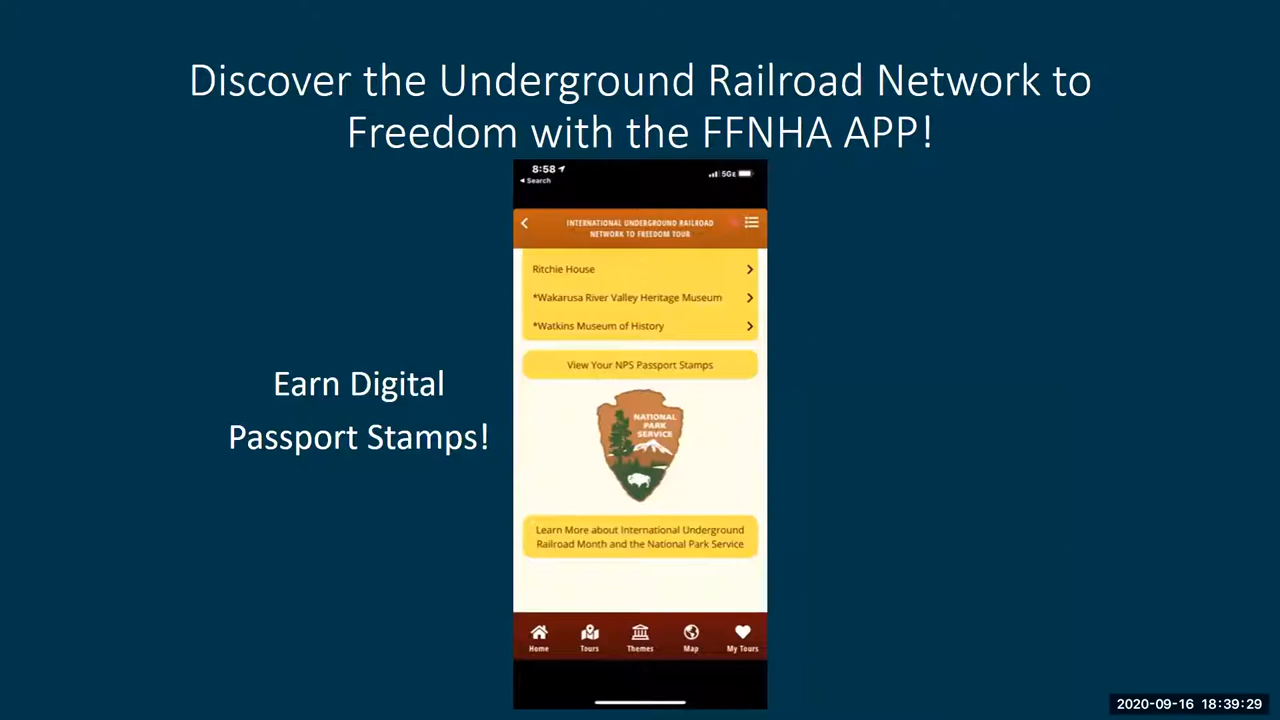 Discover the Underground Railroad Network to
Freedom with the FFNHA APP!
8:58
5GE
Search
INTERNATIONAL UNDERGROUND RAILROAD
NETWORK TO FREEDOM TOUR
Ritchie House
*Wakarusa River Valley Heritage Museum
*Watkins Museum of History
View Your NPS Passport Stamps
Earn Digital
Passport Stamps!
NATIONAL
PARK
SERVICE
Learn More about International Underground
Railroad Month and the National Park Service
Home Tours Themes Map My Tours
2020-09-16 18:39:29